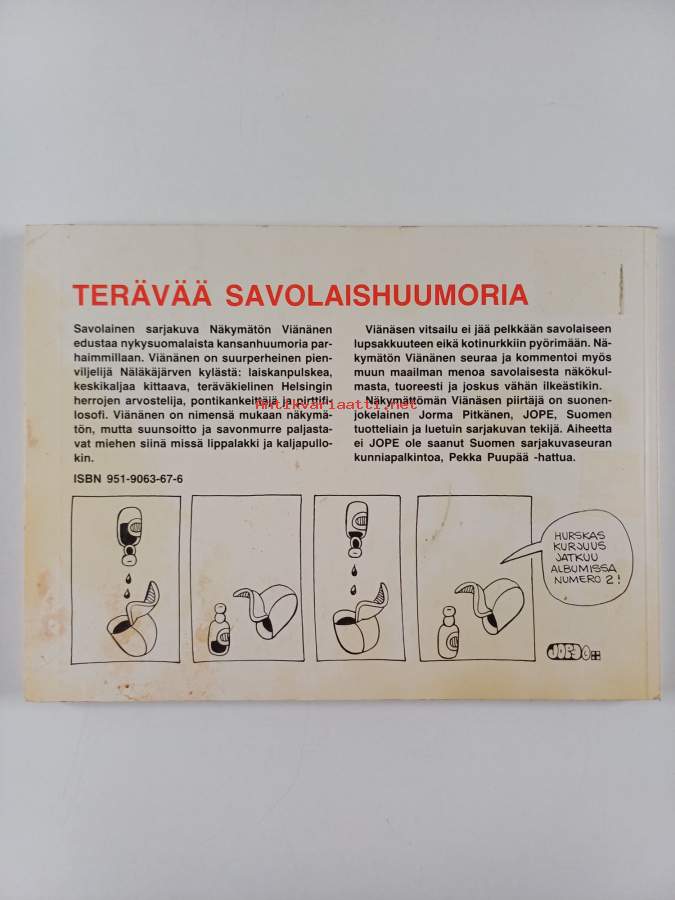 TERÄVÄÄ SAVOLAISHUUMORIA
Savolainen sarjakuva Näkymätön Viänänen
edustaa nykysuomalaista kansanhuumoria par-
haimmillaan. Viänänen on suurperheinen pien-
viljelijä Näläkäjärven kylästä: laiskanpulskea,
keskikaljaa kittaava, teräväkielinen Helsingin
herrojen arvostelija, pontikankeittäjä ja pirttifi-
losofi. Viänänen on nimensä mukaan näkymä-
tön, mutta suunsoitto ja savonmurre paljasta-
vat miehen siinä missä lippalakki ja kaljapullo-
kin.
ISBN 951-9063-67-6
Viänäsen vitsailu ei jää pelkkään savolaiseen
lupsakkuuteen eikä kotinurkkiin pyörimään. Nä-
kymätön Viänänen seuraa ja kommentoi myös
muun maailman menoa savolaisesta näkökul-
masta, tuoreesti ja joskus vähän ilkeästikin.
Näkymättömän Viänäsen piirtäjä on suonen-
jokelainen Jorma Pitkänen, JOPE, Suomen
tuotteliain ja luetuin sarjakuvan tekijä. Aiheetta
ei JOPE ole saanut Suomen sarjakuvaseuran
kunniapalkintoa, Pekka Puupää -hattua.
Antikvariaatti.net
HURSKAS
KURJUUS
JATKUU
ALBUMISSA
NUMERO 2!
JOPE